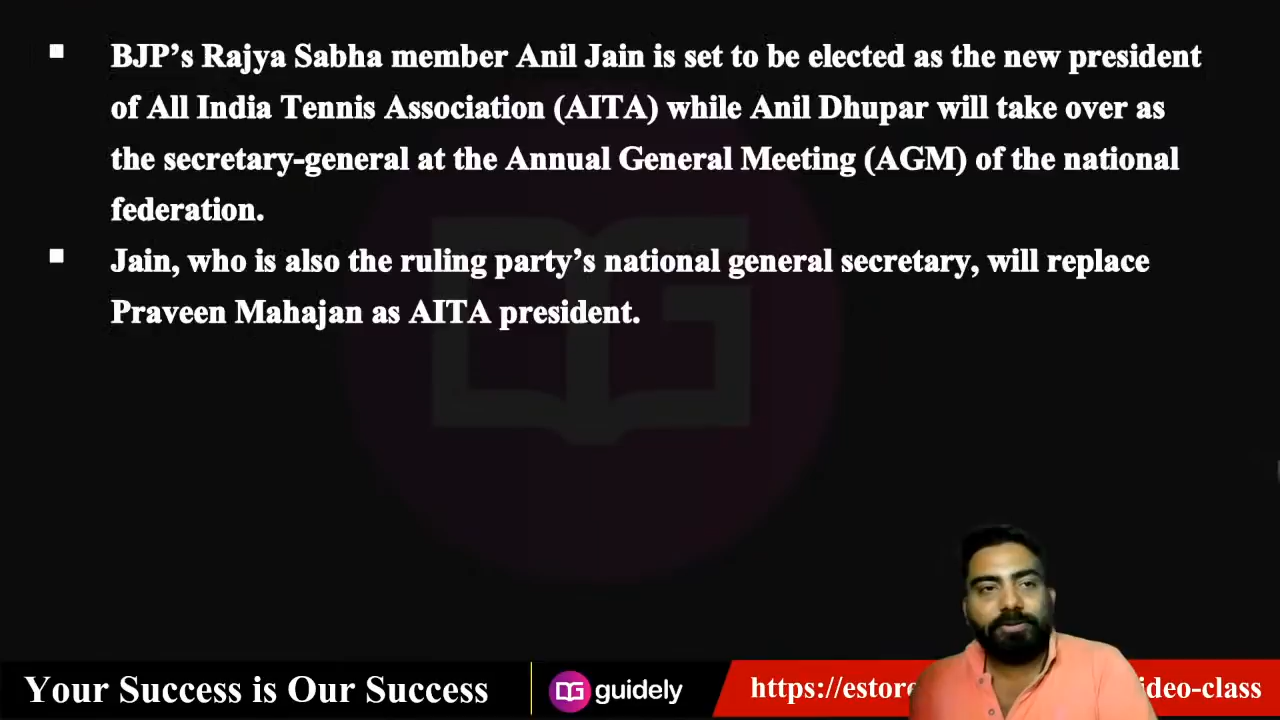 BJP’s Rajya Sabha member Anil Jain is set to be elected as the new president
of All India Tennis Association (AITA) while Anil Dhupar will take over as
the secretary-general at the Annual General Meeting (AGM) of the national
federation.
Jain, who is also the ruling party’s national general secretary, will replace
Praveen Mahajan as AITA president.
Your Success is Our Success
guidely
https://estore
ideo-class